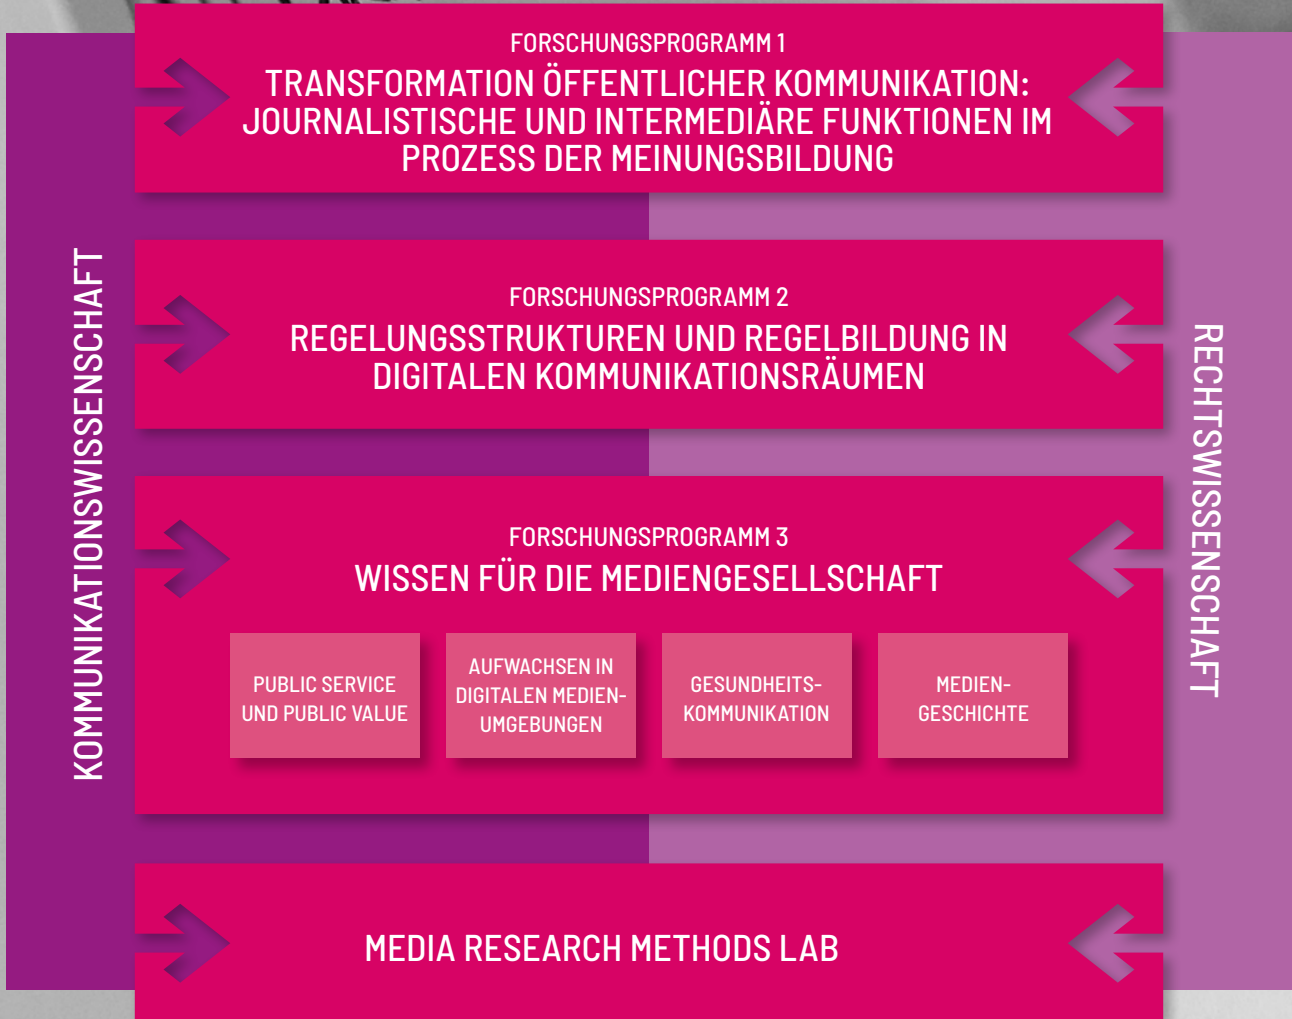 FORSCHUNGSPROGRAMM 1
TRANSFORMATION ÖFFENTLICHER KOMMUNIKATION:
JOURNALISTISCHE UND INTERMEDIÄRE FUNKTIONEN IM
PROZESS DER MEINUNGSBILDUNG
KOMMUNIKATIONSWISSENSCHAFT
FORSCHUNGSPROGRAMM 2
REGELUNGSSTRUKTUREN UND REGELBILDUNG IN
DIGITALEN KOMMUNIKATIONSRÄUMEN
RECHTSWISSENSCHAFT
FORSCHUNGSPROGRAMM 3
WISSEN FÜR DIE MEDIENGESELLSCHAFT
PUBLIC SERVICE
UND PUBLIC VALUE
AUFWACHSEN IN
DIGITALEN MEDIEN-
UMGEBUNGEN
GESUNDHEITS-
KOMMUNIKATION
MEDIEN-
GESCHICHTE
MEDIA RESEARCH METHODS LAB